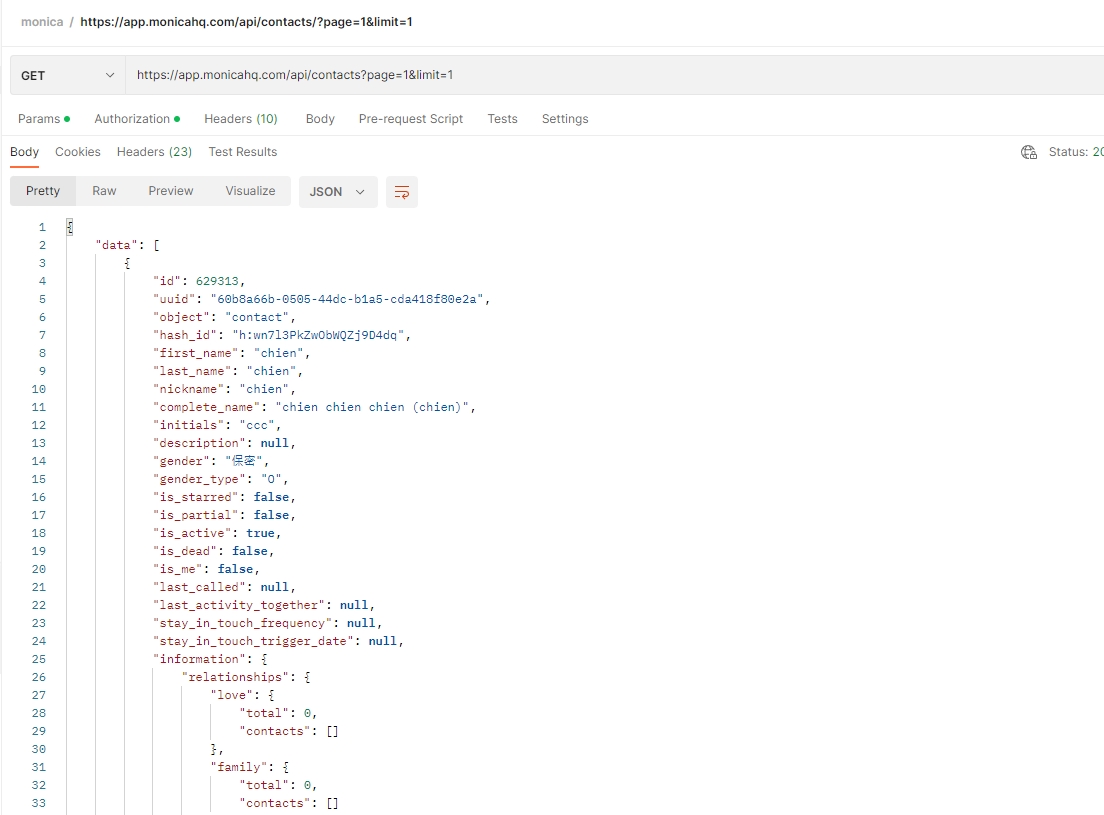 monica / https://app.monicahq.com/api/contacts/?page=1&limit=1
GET https://app.monicahq.com/api/contacts?page=1&limit=1
Params Authorization Headers (10) Body Pre-request Script Tests Settings
Body Cookies Headers (23) Test Results Status: 20
Pretty Raw Preview Visualize JSON
1 {
2 "data": [
3 {
4 "id": 629313,
5 "uuid": "60b8a66b-0505-44dc-b1a5-cda418f80e2a",
6 "object": "contact",
7 "hash_id": "h:wn7l3PkZwObWQZj9D4dq",
8 "first_name": "chien",
9 "last_name": "chien",
10 "nickname": "chien",
11 "complete_name": "chien chien chien (chien)",
12 "initials": "ccc",
13 "description": null,
14 "gender": "保密",
15 "gender_type": "O",
16 "is_starred": false,
17 "is_partial": false,
18 "is_active": true,
19 "is_dead": false,
20 "is_me": false,
21 "last_called": null,
22 "last_activity_together": null,
23 "stay_in_touch_frequency": null,
24 "stay_in_touch_trigger_date": null,
25 "information": {
26 "relationships": {
27 "love": {
28 "total": 0,
29 "contacts": []
30 },
31 "family": {
32 "total": 0,
33 "contacts": []